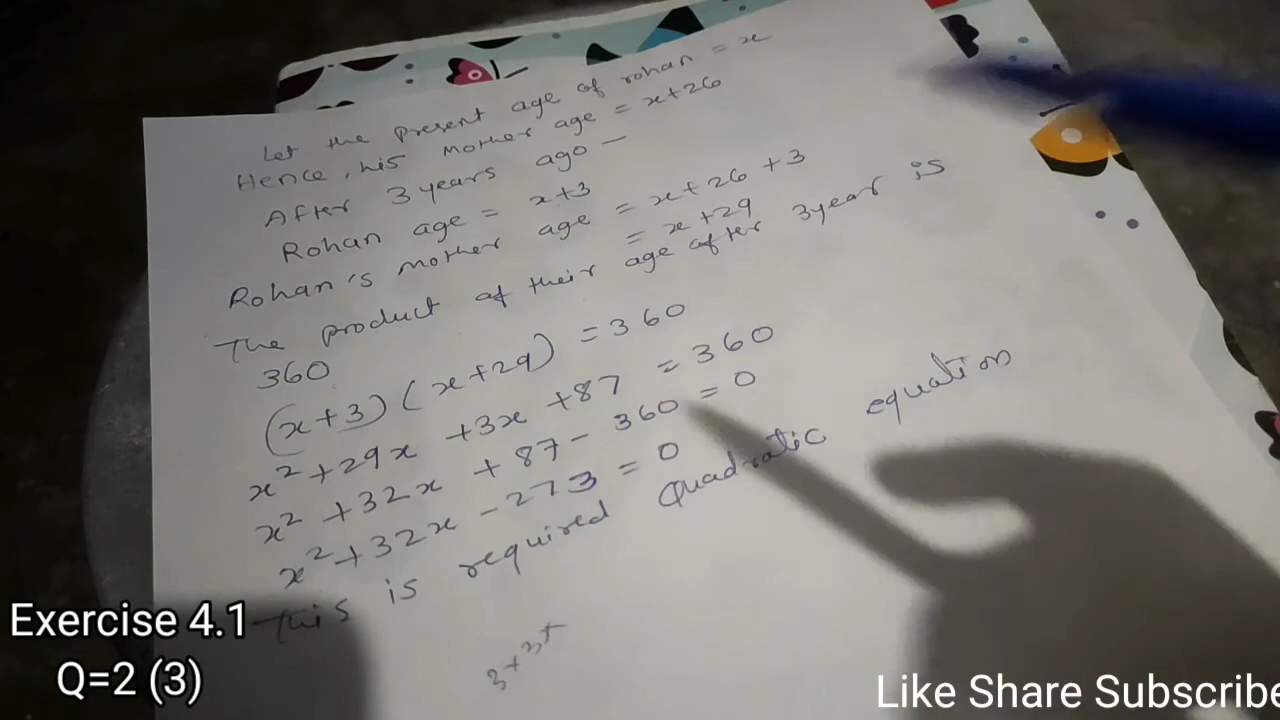 Let the present age of rohan = x
Hence, his Mother age = x+26
After 3 years ago –
Rohan age = x+3
Rohan's mother age = x+26+3
= x+29
The product of their age after 3year is
360
(x+3) (x+29) = 360
x²+29x +3x +87 = 360
x² +32x +87- 360 = 0
x²+32x -273 = 0
This is required quadratic equation
Exercise 4.1
Q=2 (3)
Like Share Subscribe